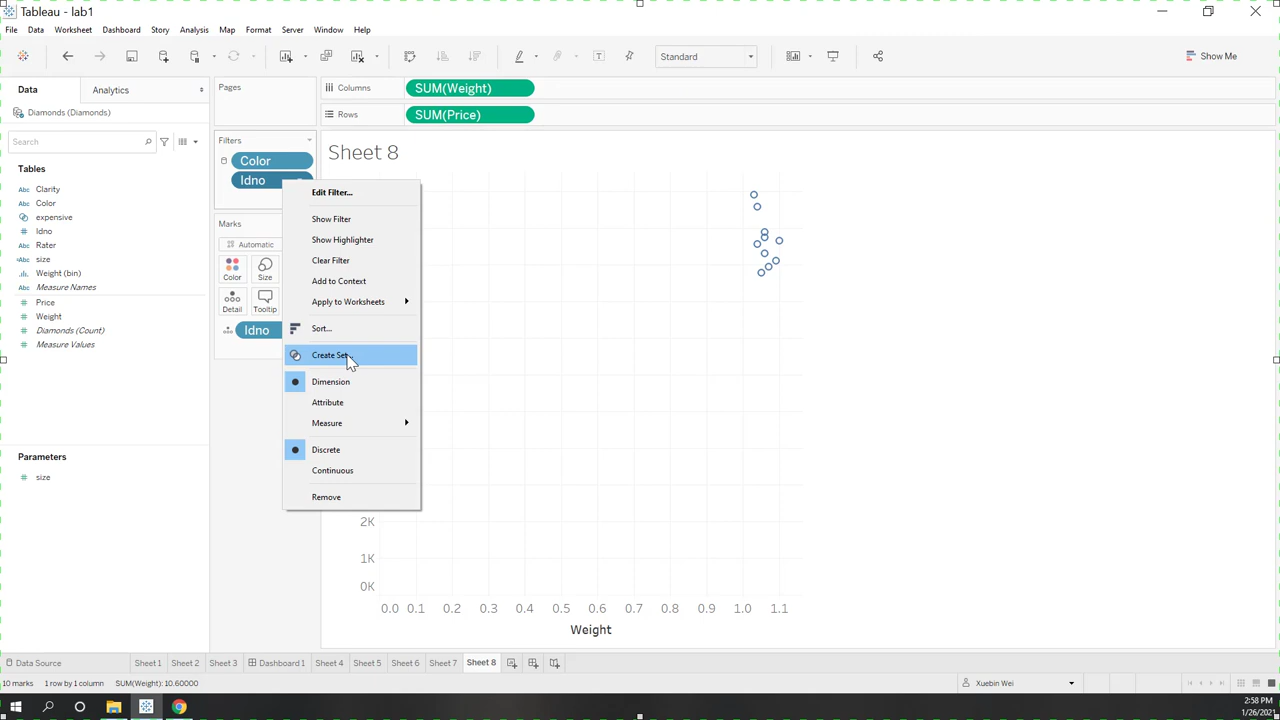 Tableau - lab1
File Data Worksheet Dashboard Story Analysis Map Format Server Window Help
Standard
Show Me
Data
Analytics
Diamonds (Diamonds)
Search
Tables
Abc Clarity
Abc Color
expensive
Abc Idno
Abc Rater
=Abc size
Weight (bin)
Abc Measure Names
# Price
# Weight
# Diamonds (Count)
# Measure Values
Parameters
# size
Pages
Columns
SUM(Weight)
Rows
SUM(Price)
Filters
Color
Idno
Marks
Automatic
Color
Size
Detail
Tooltip
Idno
Edit Filter...
Show Filter
Show Highlighter
Clear Filter
Add to Context
Apply to Worksheets
Sort...
Create Set...
Dimension
Attribute
Measure
Discrete
Continuous
Remove
Sheet 8
2K
1K
0K
0.0 0.1 0.2 0.3 0.4 0.5 0.6 0.7 0.8 0.9 1.0 1.1
Weight
Data Source
Sheet 1
Sheet 2
Sheet 3
Dashboard 1
Sheet 4
Sheet 5
Sheet 6
Sheet 7
Sheet 8
10 marks 1 row by 1 column SUM(Weight): 10.60000
Xuebin Wei
2:58 PM
1/26/2021